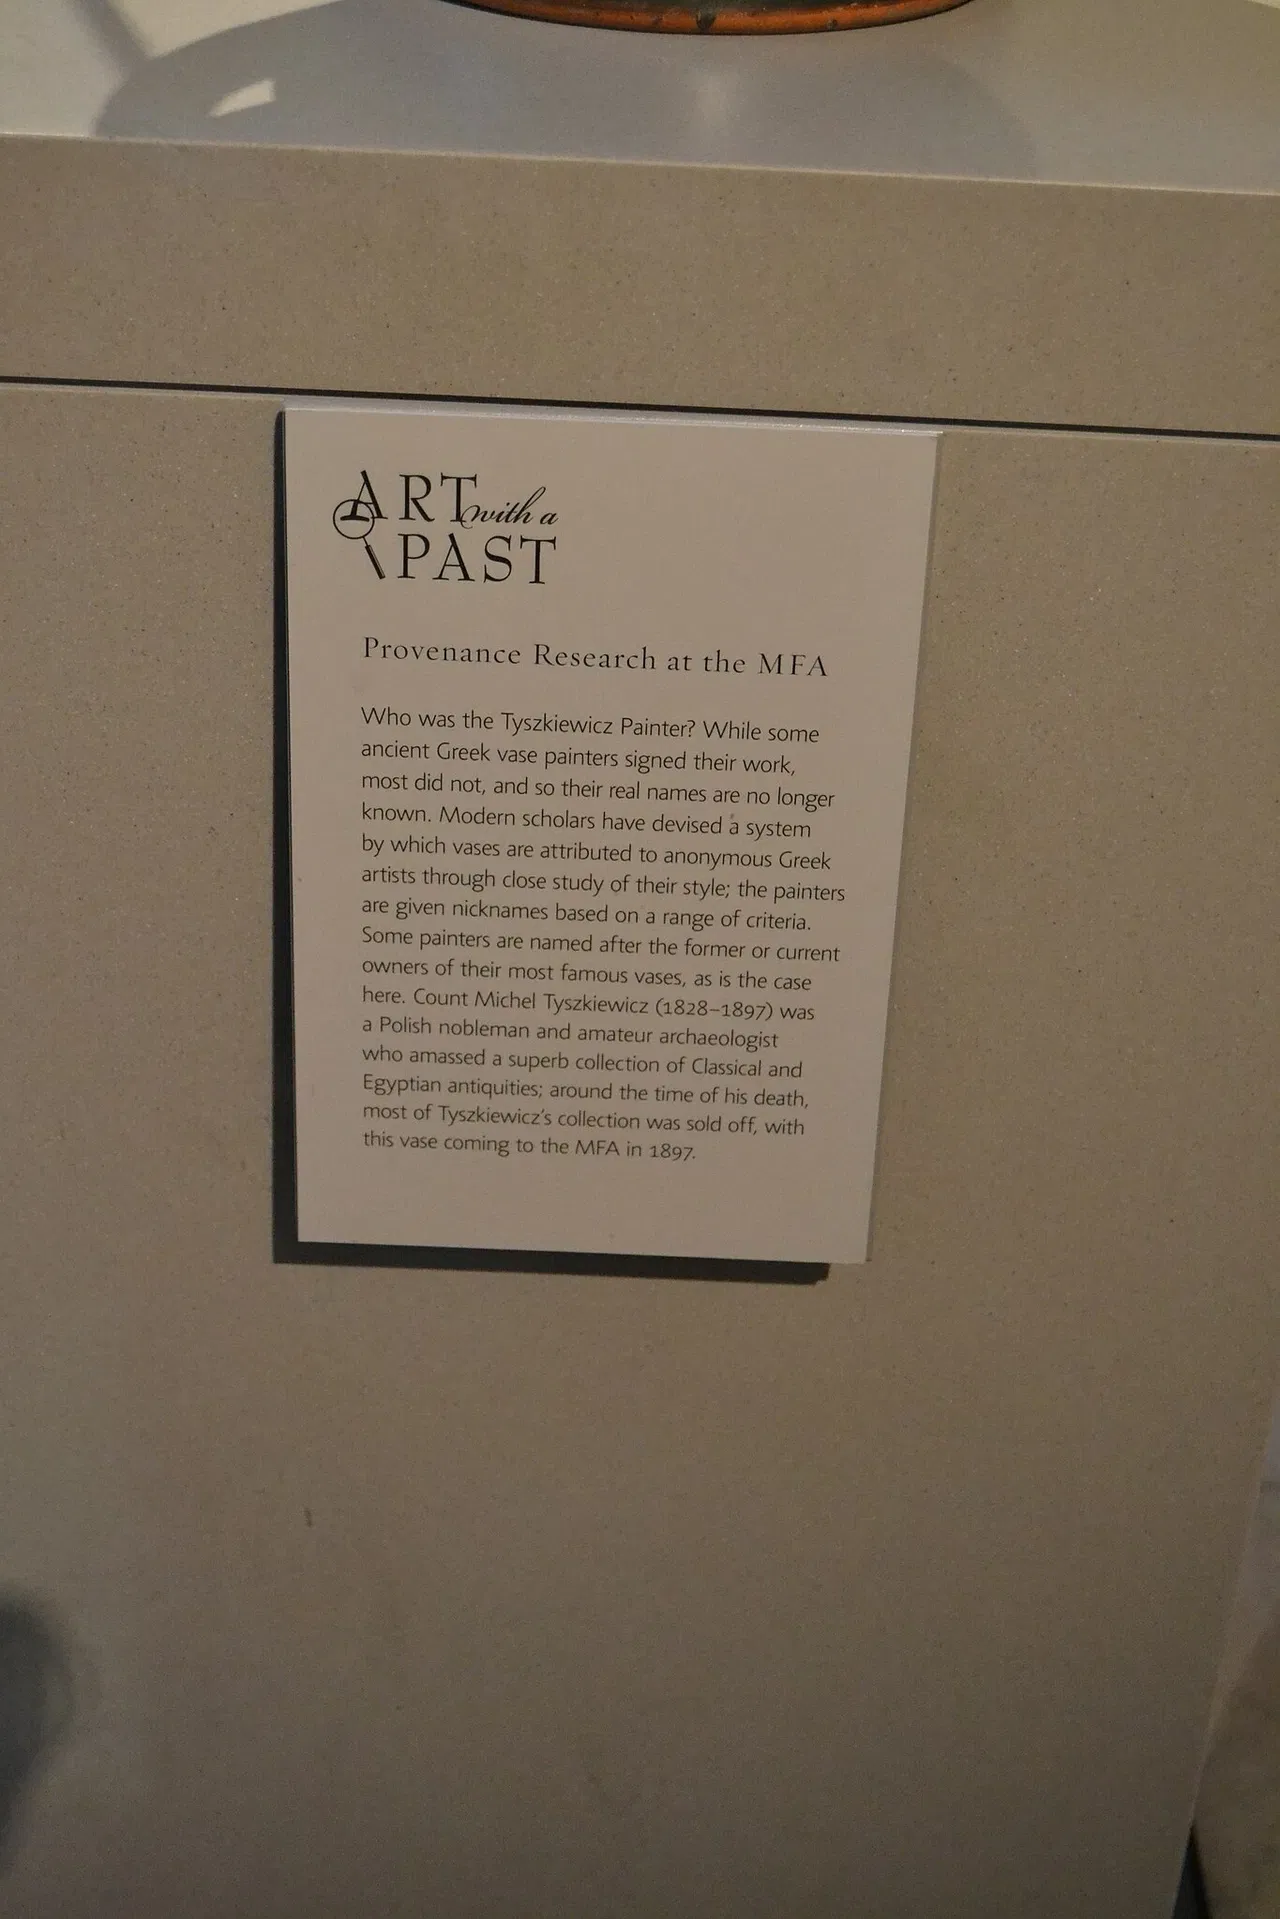 ART with a
PAST
Provenance Research at the MFA
Who was the Tyszkiewicz Painter? While some
ancient Greek vase painters signed their work,
most did not, and so their real names are no longer
known. Modern scholars have devised a system
by which vases are attributed to anonymous Greek
artists through close study of their style; the painters
are given nicknames based on a range of criteria.
Some painters are named after the former or current
owners of their most famous vases, as is the case
here. Count Michel Tyszkiewicz (1828–1897) was
a Polish nobleman and amateur archaeologist
who amassed a superb collection of Classical and
Egyptian antiquities; around the time of his death,
most of Tyszkiewicz's collection was sold off, with
this vase coming to the MFA in 1897.